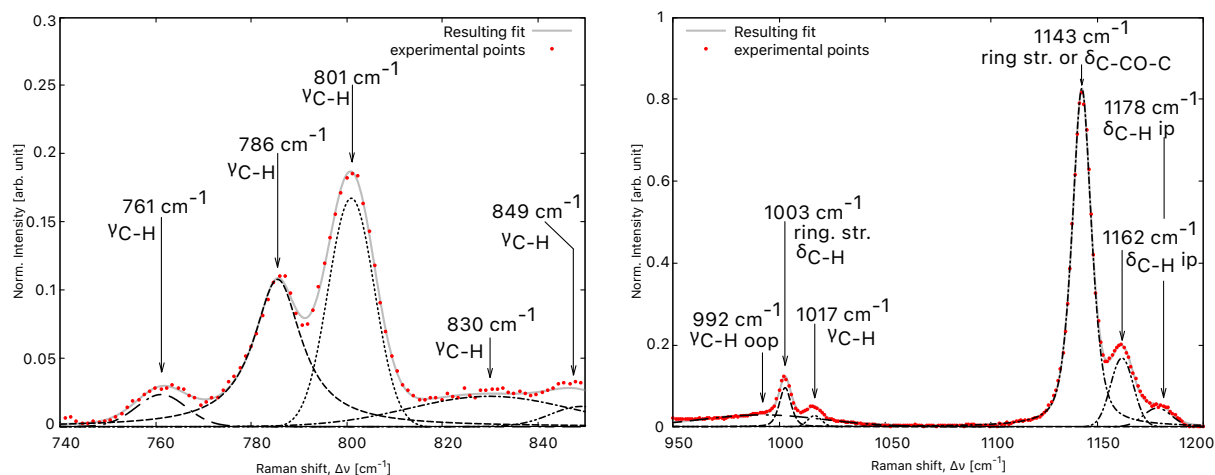 0.3
0.25
0.2
0.15
0.1
0.05
0
Norm. Intensity [arb. unit]
Resulting fit
experimental points
801 cm⁻¹
νC-H
786 cm⁻¹
νC-H
761 cm⁻¹
νC-H
849 cm⁻¹
νC-H
830 cm⁻¹
νC-H
740 760 780 800 820 840
Raman shift, Δν [cm⁻¹]
1
0.8
0.6
0.4
0.2
0
Norm. Intensity [arb. unit]
Resulting fit
experimental points
1143 cm⁻¹
ring str. or δC-CO-C
1178 cm⁻¹
δC-H ip
1003 cm⁻¹
ring. str.
δC-H
1162 cm⁻¹
δC-H ip
992 cm⁻¹
γC-H oop
1017 cm⁻¹
γC-H
950 1000 1050 1100 1150 1200
Raman shift, Δν [cm⁻¹]